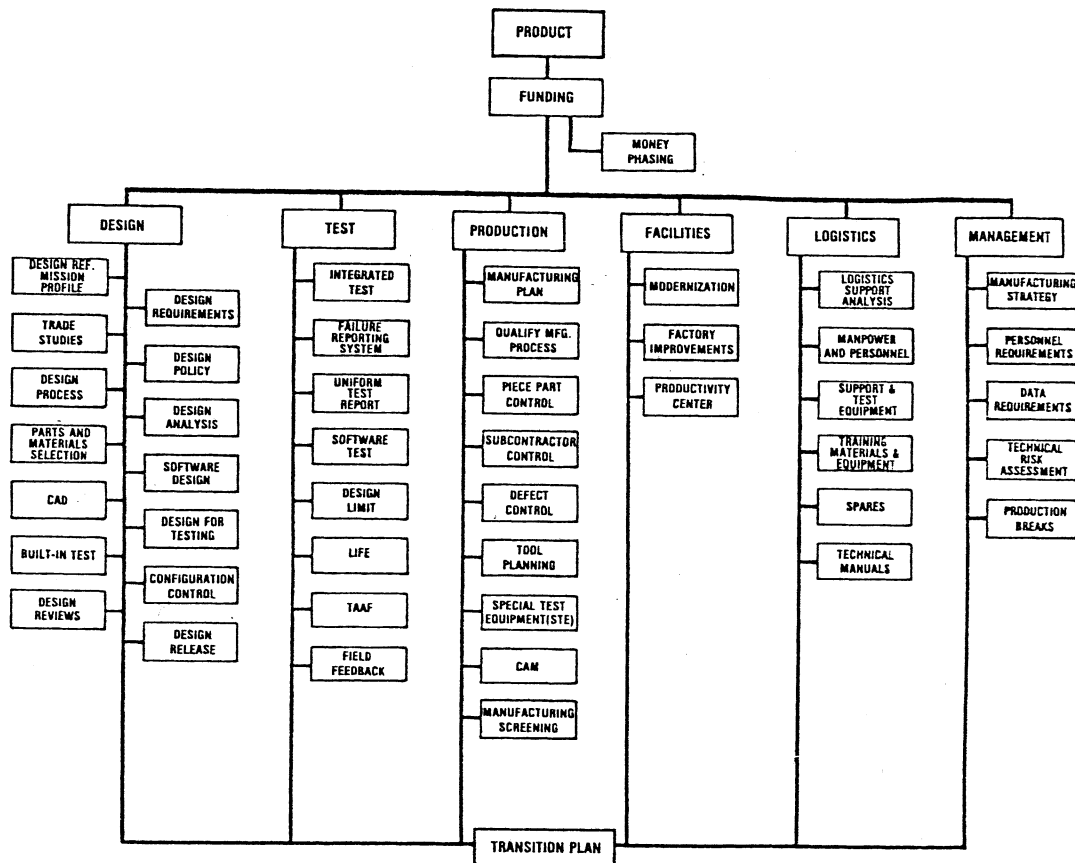 PRODUCT
FUNDING
MONEY
PHASING
DESIGN
DESIGN REF.
MISSION
PROFILE
DESIGN
REQUIREMENTS
TRADE
STUDIES
DESIGN
POLICY
DESIGN
PROCESS
DESIGN
ANALYSIS
PARTS AND
MATERIALS
SELECTION
SOFTWARE
DESIGN
CAD
DESIGN FOR
TESTING
BUILT-IN TEST
CONFIGURATION
CONTROL
DESIGN
REVIEWS
DESIGN
RELEASE
TEST
INTEGRATED
TEST
FAILURE
REPORTING
SYSTEM
UNIFORM
TEST
REPORT
SOFTWARE
TEST
DESIGN
LIMIT
LIFE
TAAF
FIELD
FEEDBACK
PRODUCTION
MANUFACTURING
PLAN
QUALIFY MFG.
PROCESS
PIECE PART
CONTROL
SUBCONTRACTOR
CONTROL
DEFECT
CONTROL
TOOL
PLANNING
SPECIAL TEST
EQUIPMENT(STE)
CAM
MANUFACTURING
SCREENING
FACILITIES
MODERNIZATION
FACTORY
IMPROVEMENTS
PRODUCTIVITY
CENTER
LOGISTICS
LOGISTICS
SUPPORT
ANALYSIS
MANPOWER
AND PERSONNEL
SUPPORT &
TEST
EQUIPMENT
TRAINING
MATERIALS &
EQUIPMENT
SPARES
TECHNICAL
MANUALS
MANAGEMENT
MANUFACTURING
STRATEGY
PERSONNEL
REQUIREMENTS
DATA
REQUIREMENTS
TECHNICAL
RISK
ASSESSMENT
PRODUCTION
BREAKS
TRANSITION PLAN